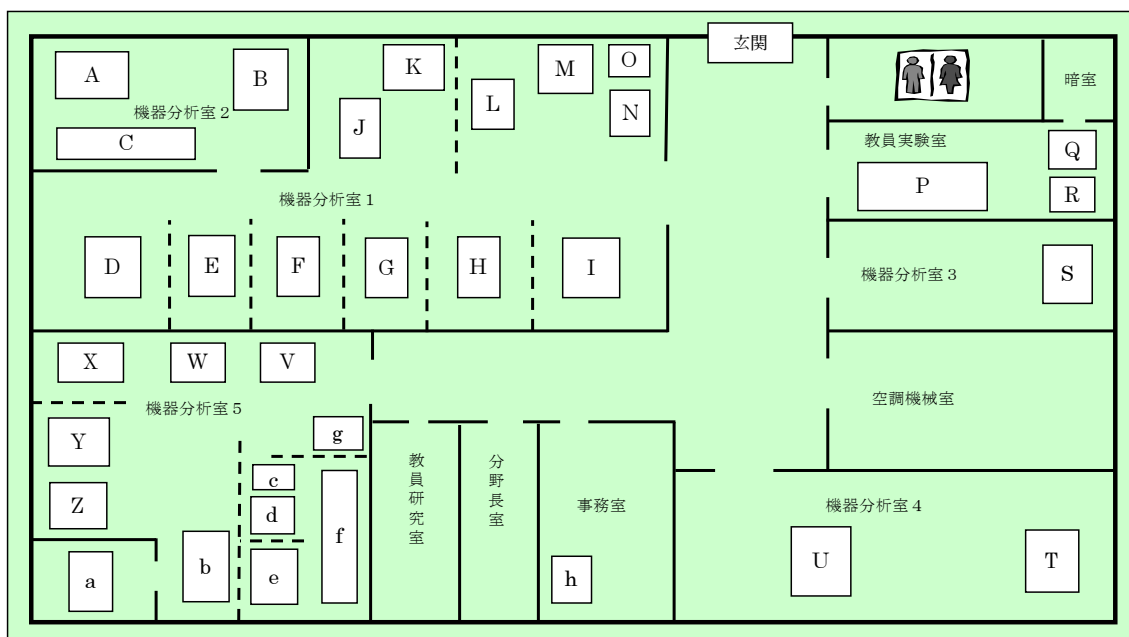 玄関
A
B
機器分析室2
C
K
J
M
O
L
N
暗室
教員実験室
P
Q
R
機器分析室1
D
E
F
G
H
I
機器分析室3
S
X
W
V
機器分析室5
Y
Z
g
c
d
f
a
b
e
教員研究室
分野長室
事務室
h
空調機械室
機器分析室4
U
T